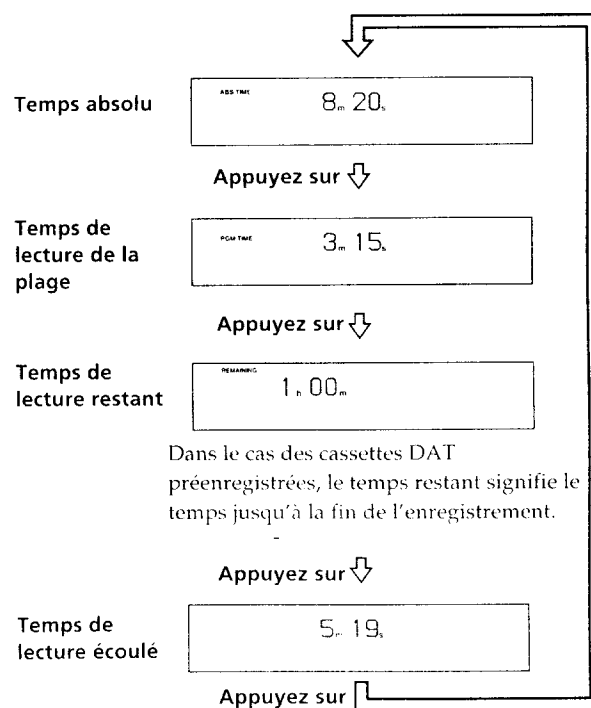 Temps absolu
ABS TIME
8m 20s
Appuyez sur
Temps de
lecture de la
plage
PGM TIME
3m 15s
Appuyez sur
Temps de
lecture restant
REMAINING
1h 00m
Dans le cas des cassettes DAT
préenregistrées, le temps restant signifie le
temps jusqu'à la fin de l'enregistrement.
Appuyez sur
Temps de
lecture écoulé
5m 19s
Appuyez sur